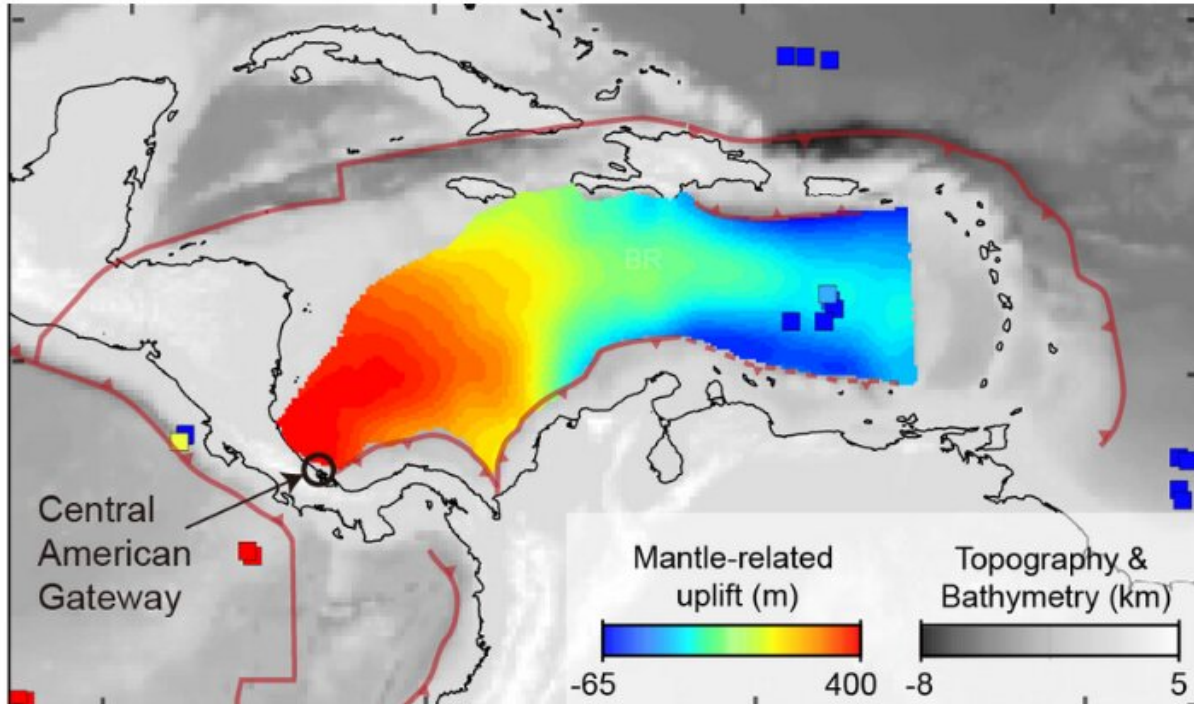 BR
Central
American
Gateway
Mantle-related
uplift (m)
-65 400
Topography &
Bathymetry (km)
-8 5